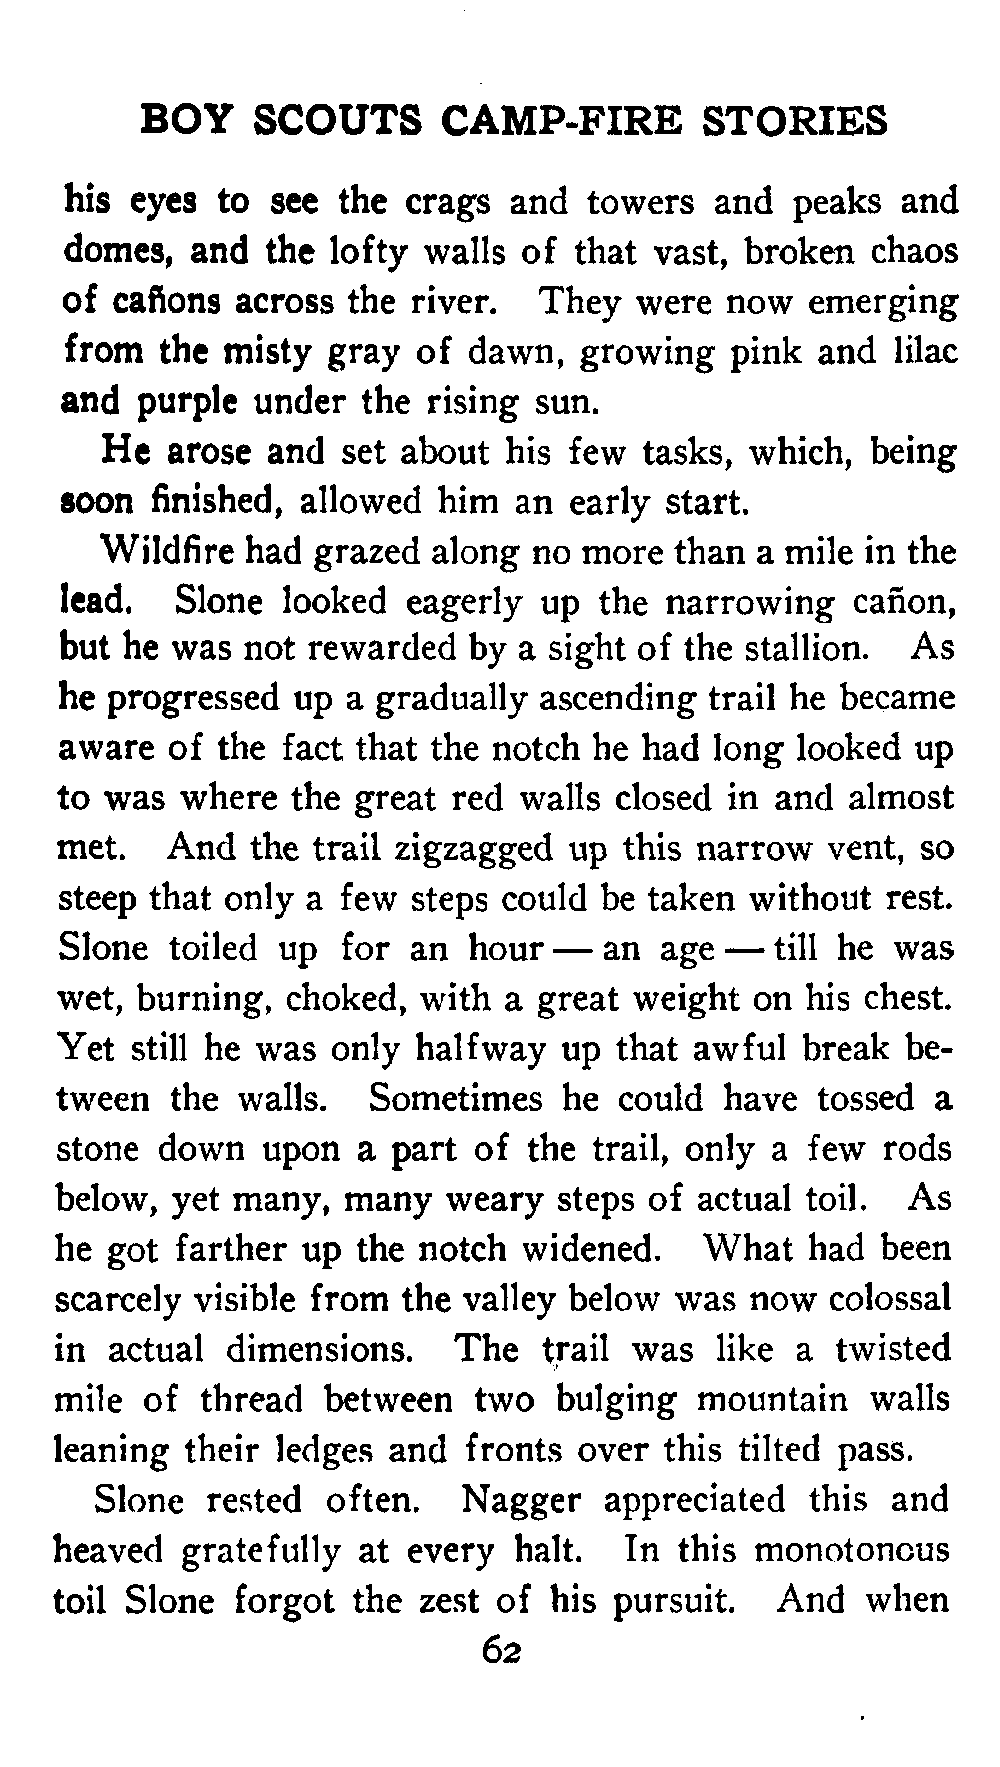 BOY SCOUTS CAMP-FIRE STORIES
his eyes to see the crags and towers and peaks and
domes, and the lofty walls of that vast, broken chaos
of cañons across the river. They were now emerging
from the misty gray of dawn, growing pink and lilac
and purple under the rising sun.
He arose and set about his few tasks, which, being
soon finished, allowed him an early start.
Wildfire had grazed along no more than a mile in the
lead. Slone looked eagerly up the narrowing cañon,
but he was not rewarded by a sight of the stallion. As
he progressed up a gradually ascending trail he became
aware of the fact that the notch he had long looked up
to was where the great red walls closed in and almost
met. And the trail zigzagged up this narrow vent, so
steep that only a few steps could be taken without rest.
Slone toiled up for an hour — an age — till he was
wet, burning, choked, with a great weight on his chest.
Yet still he was only halfway up that awful break be-
tween the walls. Sometimes he could have tossed a
stone down upon a part of the trail, only a few rods
below, yet many, many weary steps of actual toil. As
he got farther up the notch widened. What had been
scarcely visible from the valley below was now colossal
in actual dimensions. The trail was like a twisted
mile of thread between two bulging mountain walls
leaning their ledges and fronts over this tilted pass.
Slone rested often. Nagger appreciated this and
heaved gratefully at every halt. In this monotonous
toil Slone forgot the zest of his pursuit. And when
62